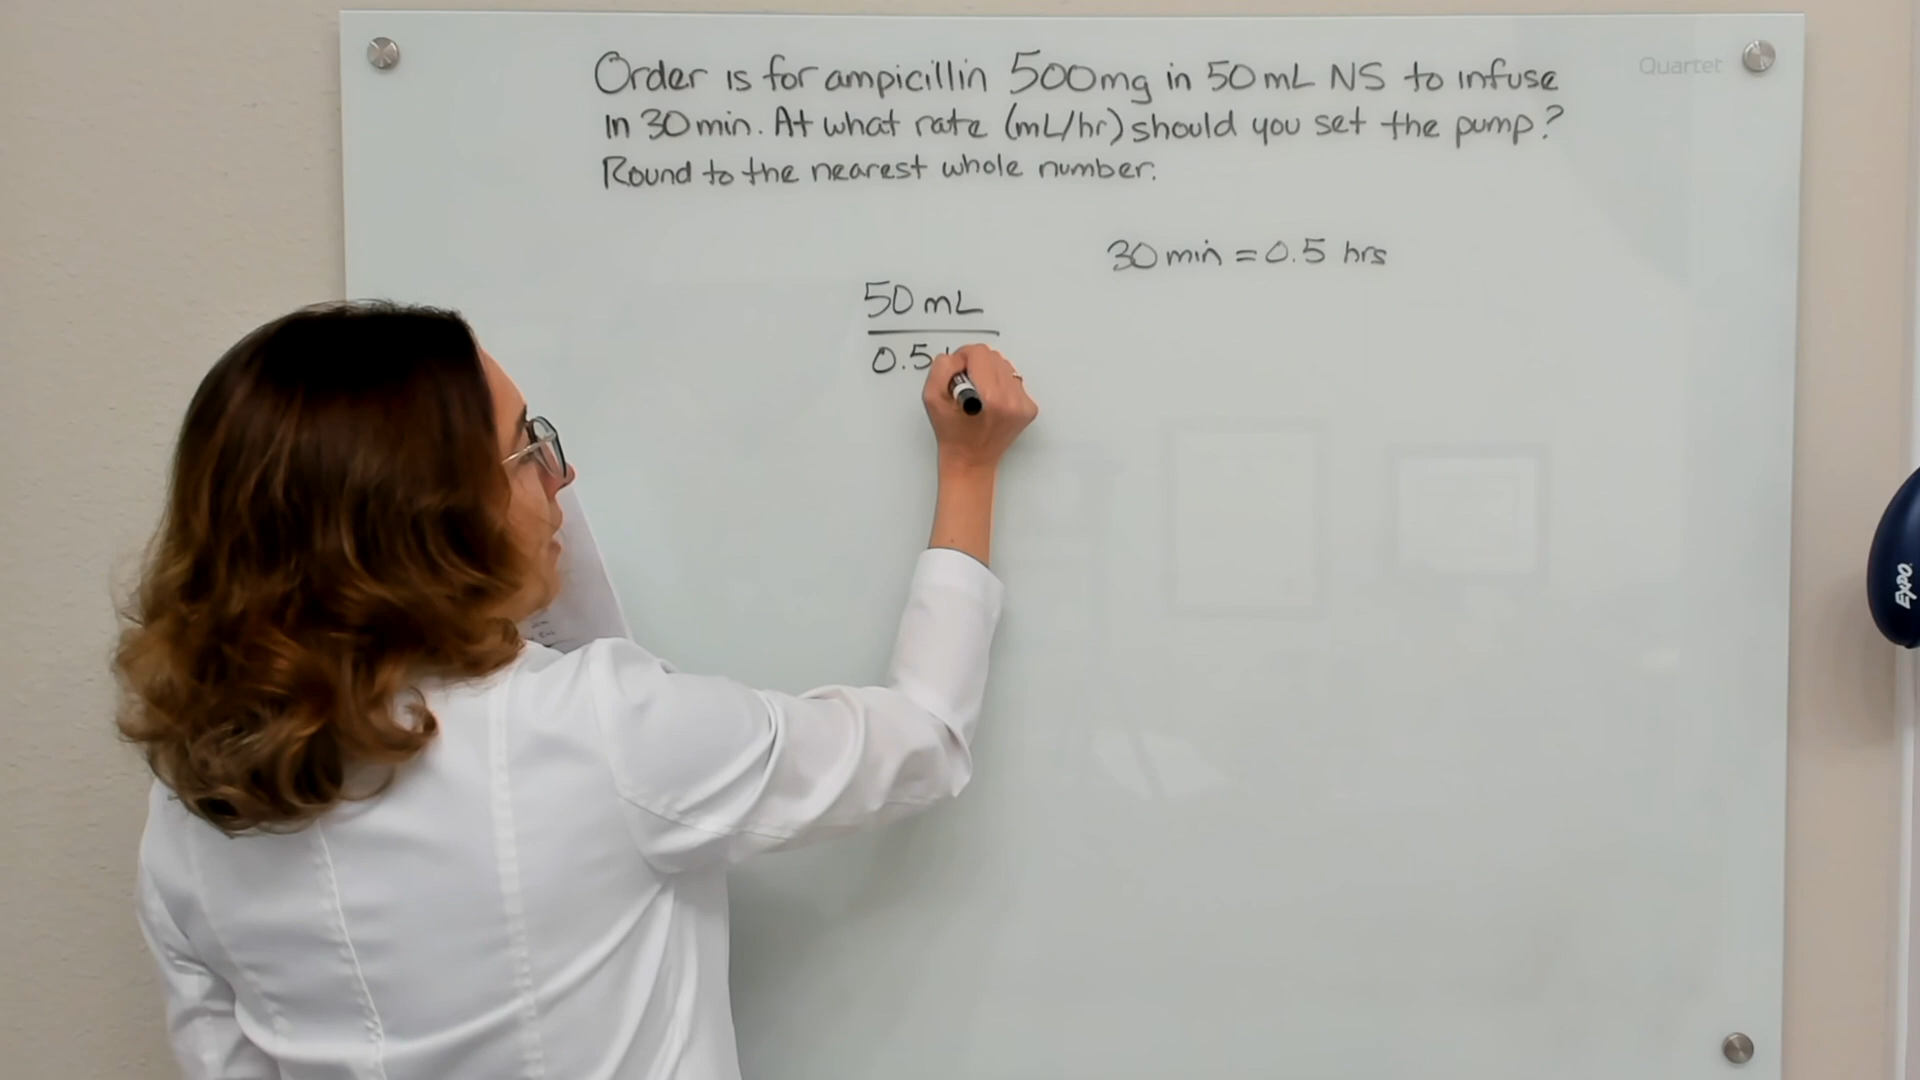 Order is for ampicillin 500mg in 50mL NS to infuse
in 30min. At what rate (mL/hr) should you set the pump?
Round to the nearest whole number.
Quartet
30 min = 0.5 hrs
50 mL
0.5
EXPO